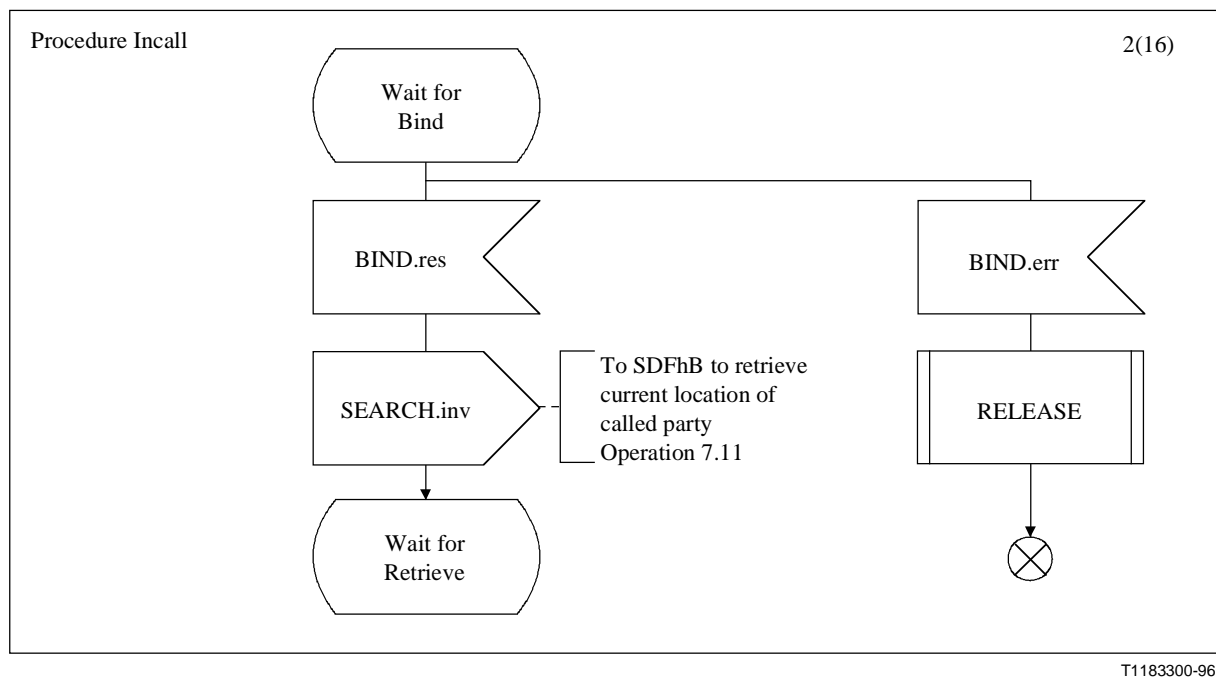 Procedure Incall
2(16)
Wait for
Bind
BIND.res
BIND.err
SEARCH.inv
To SDFhB to retrieve
current location of
called party
Operation 7.11
RELEASE
Wait for
Retrieve
T1183300-96